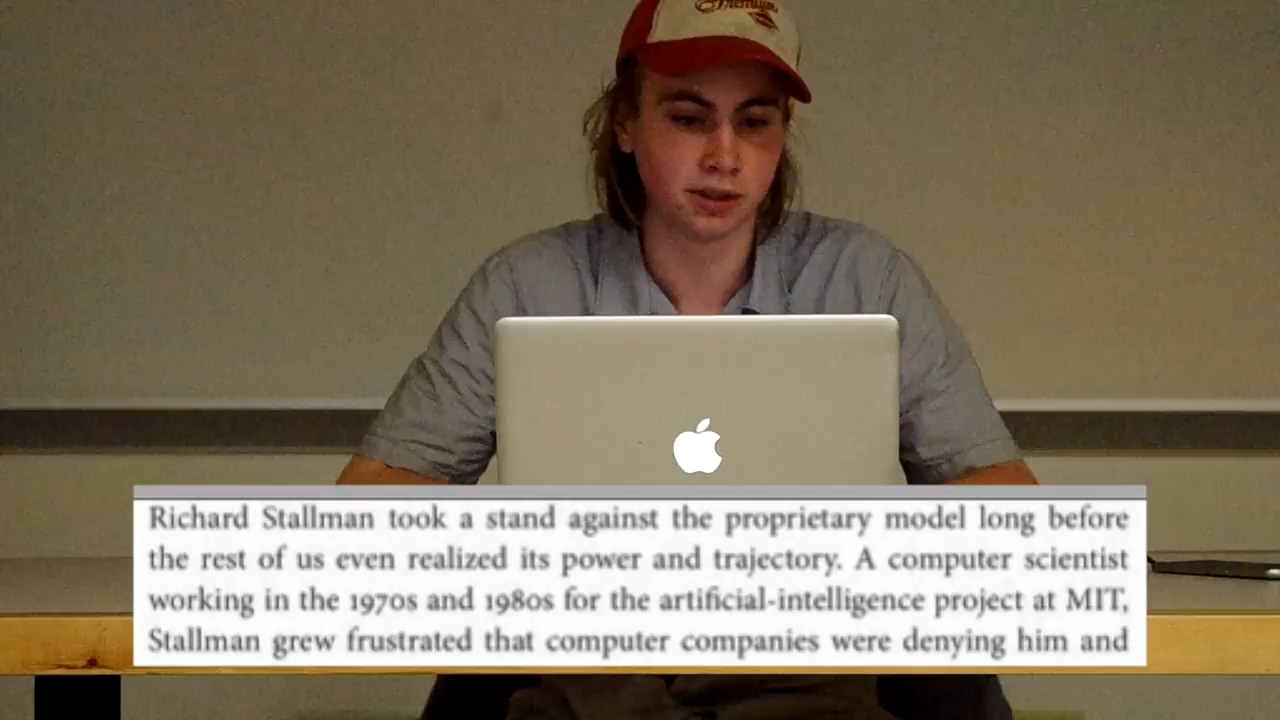 Premium
Richard Stallman took a stand against the proprietary model long before
the rest of us even realized its power and trajectory. A computer scientist
working in the 1970s and 1980s for the artificial-intelligence project at MIT,
Stallman grew frustrated that computer companies were denying him and